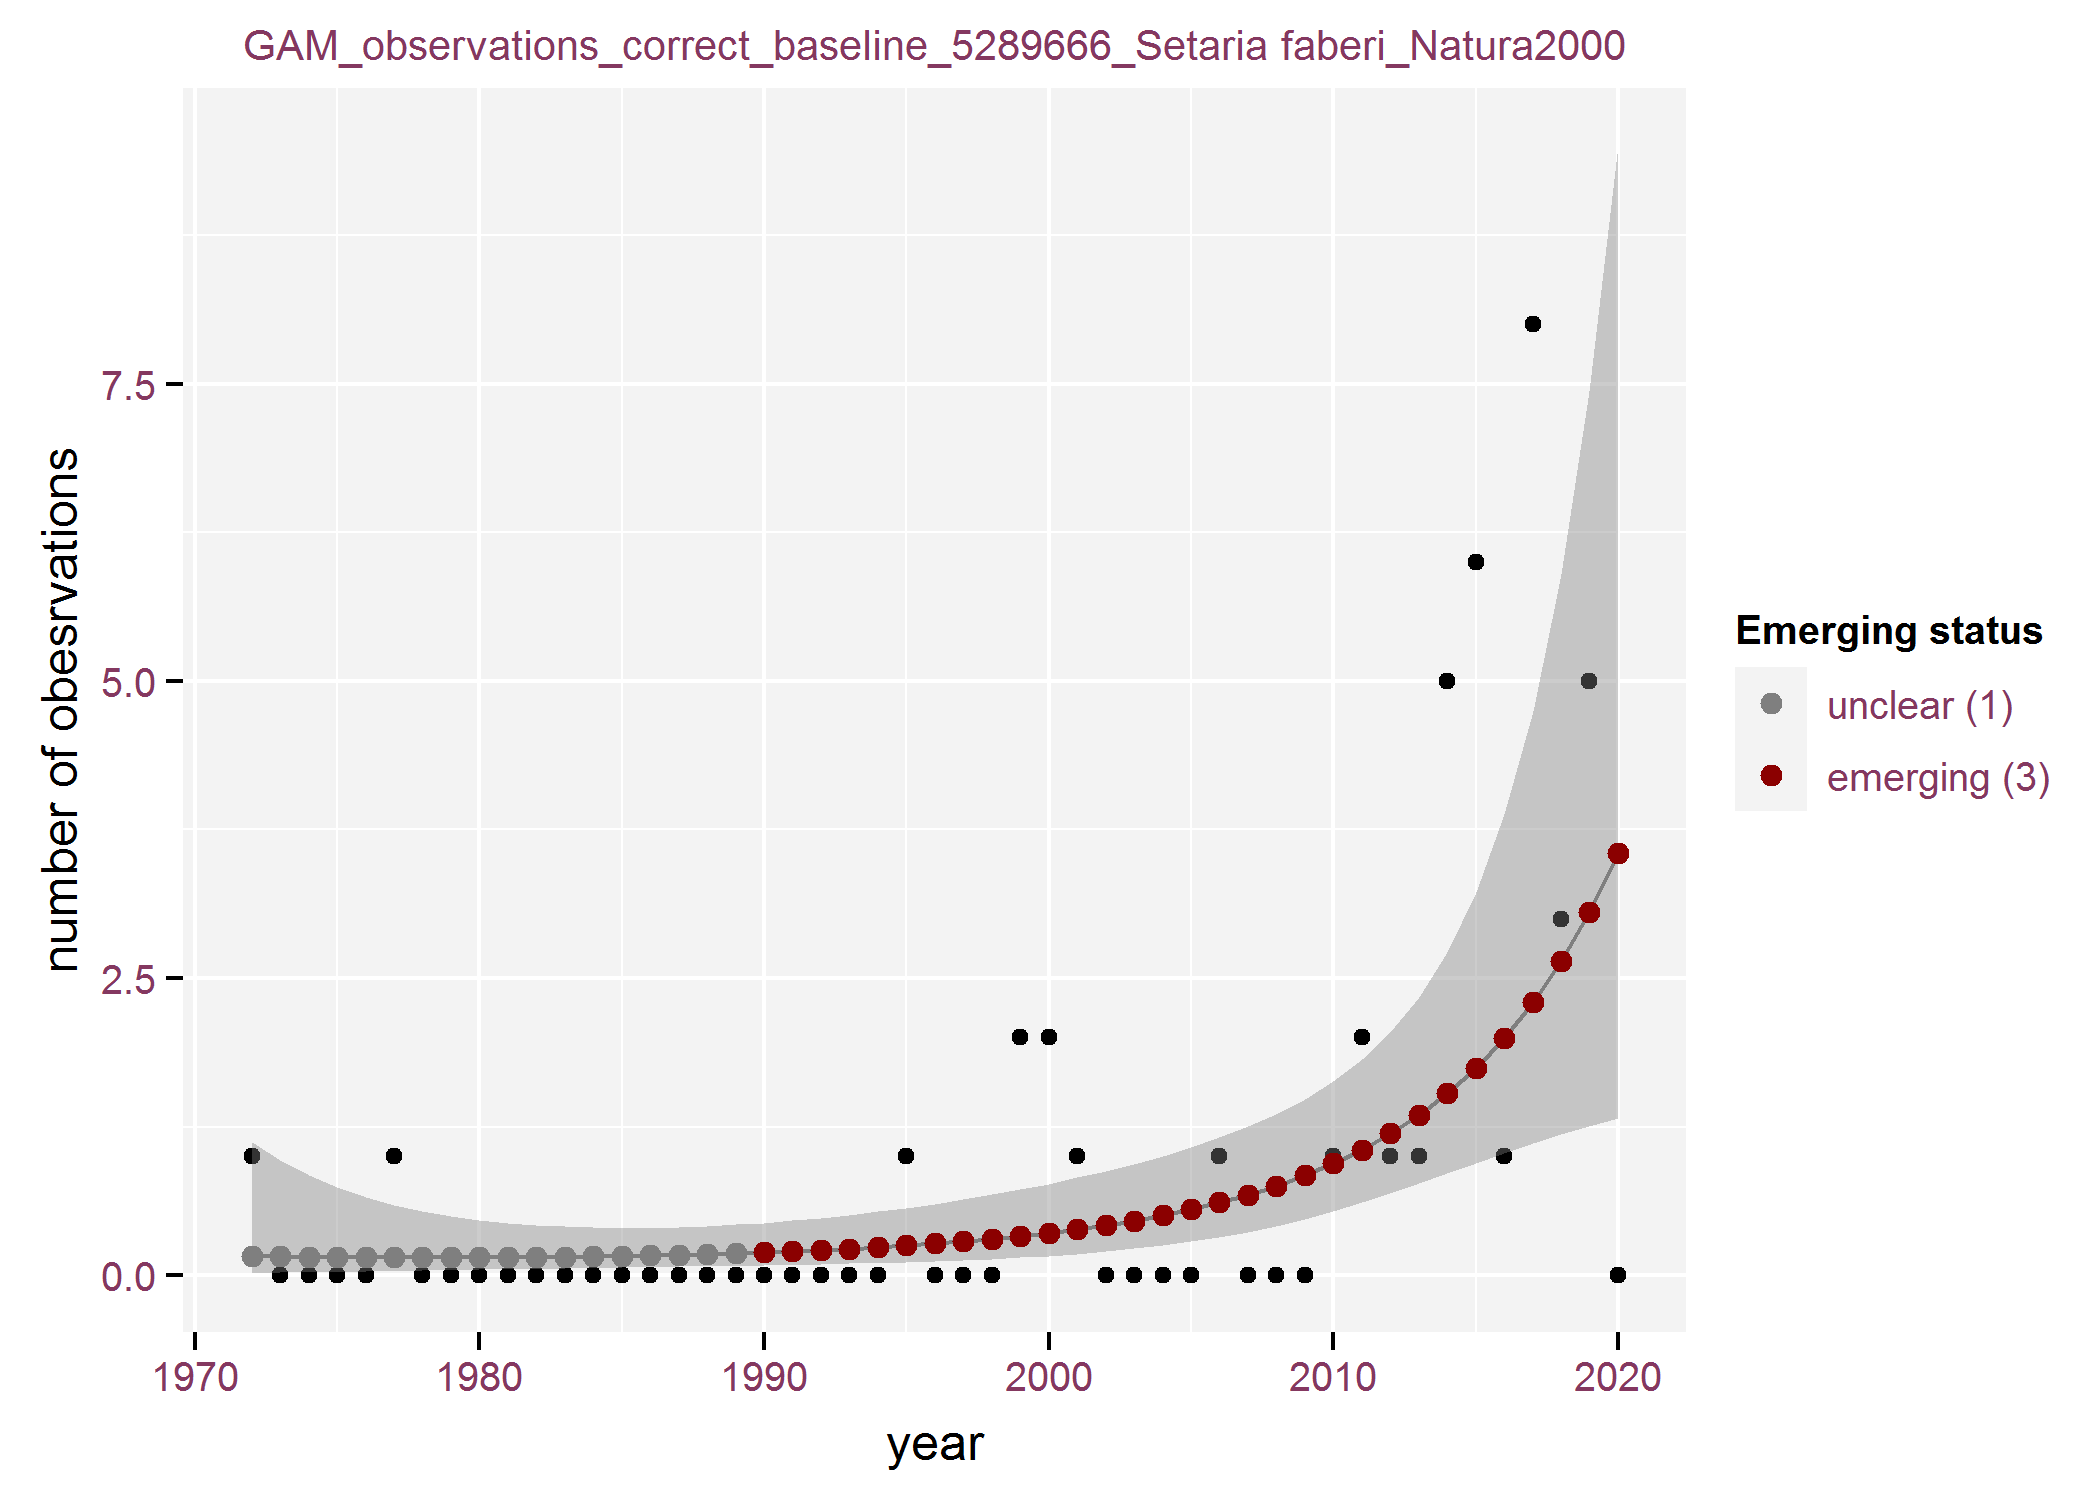 GAM_observations_correct_baseline_5289666_Setaria faberi_Natura2000
number of obesrvations
7.5
5.0
2.5
0.0
1970 1980 1990 2000 2010 2020
year
Emerging status
unclear (1)
emerging (3)